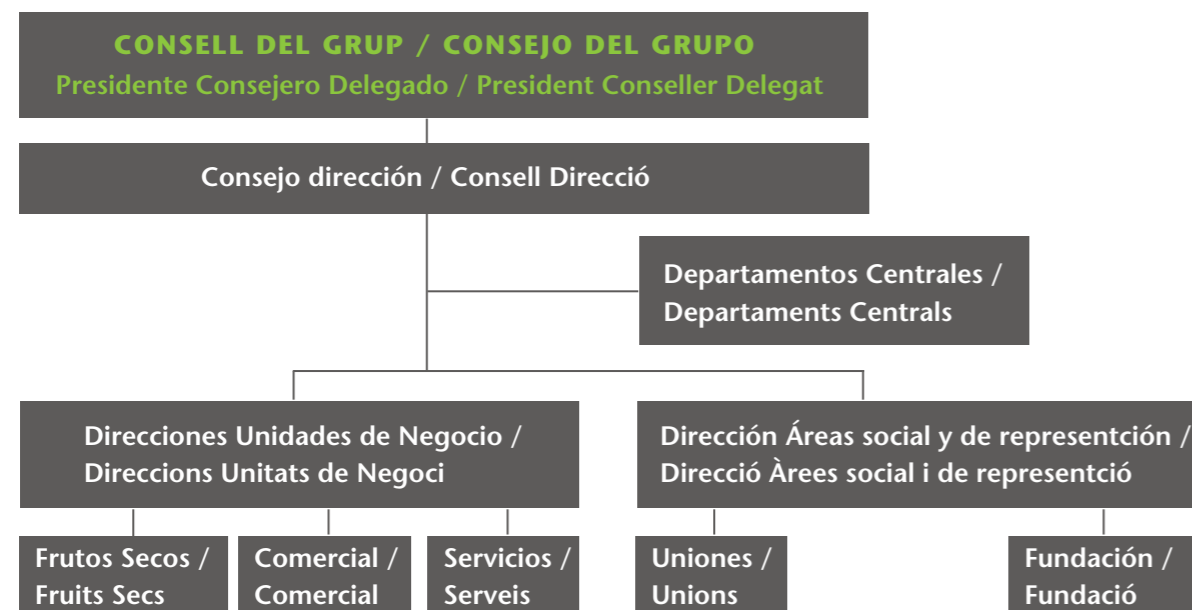 CONSELL DEL GRUP / CONSEJO DEL GRUPO
Presidente Consejero Delegado / President Conseller Delegat
Consejo dirección / Consell Direcció
Departamentos Centrales /
Departaments Centrals
Direcciones Unidades de Negocio /
Direccions Unitats de Negoci
Dirección Áreas social y de representción /
Direcció Àrees social i de representció
Frutos Secos /
Fruits Secs
Comercial /
Comercial
Servicios /
Serveis
Uniones /
Unions
Fundación /
Fundació